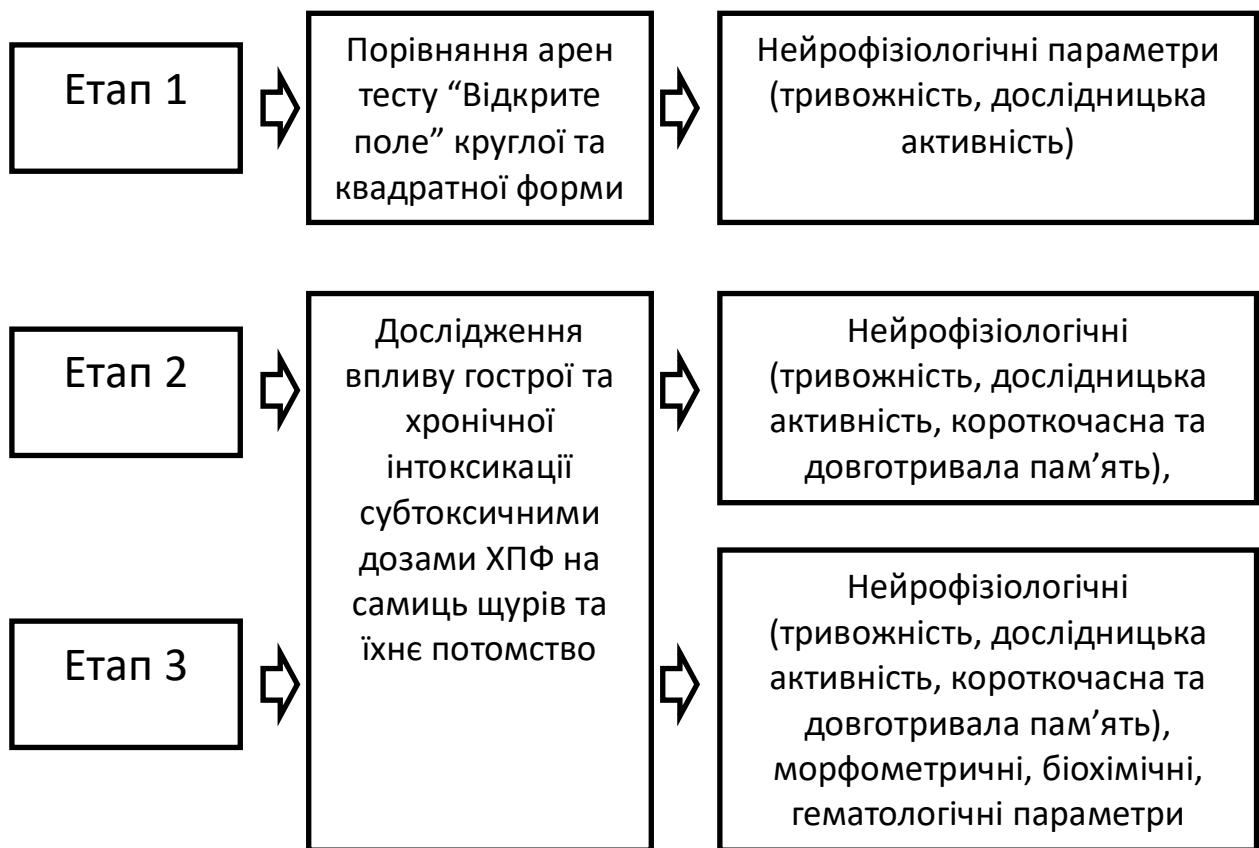 Етап 1
Порівняння арен
тесту “Відкрите
поле” круглої та
квадратної форми
Нейрофізіологічні параметри
(тривожність, дослідницька
активність)
Етап 2
Дослідження
впливу гострої та
хронічної
інтоксикації
субтоксичними
дозами ХПФ на
самиць щурів та
їхнє потомство
Нейрофізіологічні
(тривожність, дослідницька
активність, короткочасна та
довготривала пам’ять),
Етап 3
Нейрофізіологічні
(тривожність, дослідницька
активність, короткочасна та
довготривала пам’ять),
морфометричні, біохімічні,
гематологічні параметри